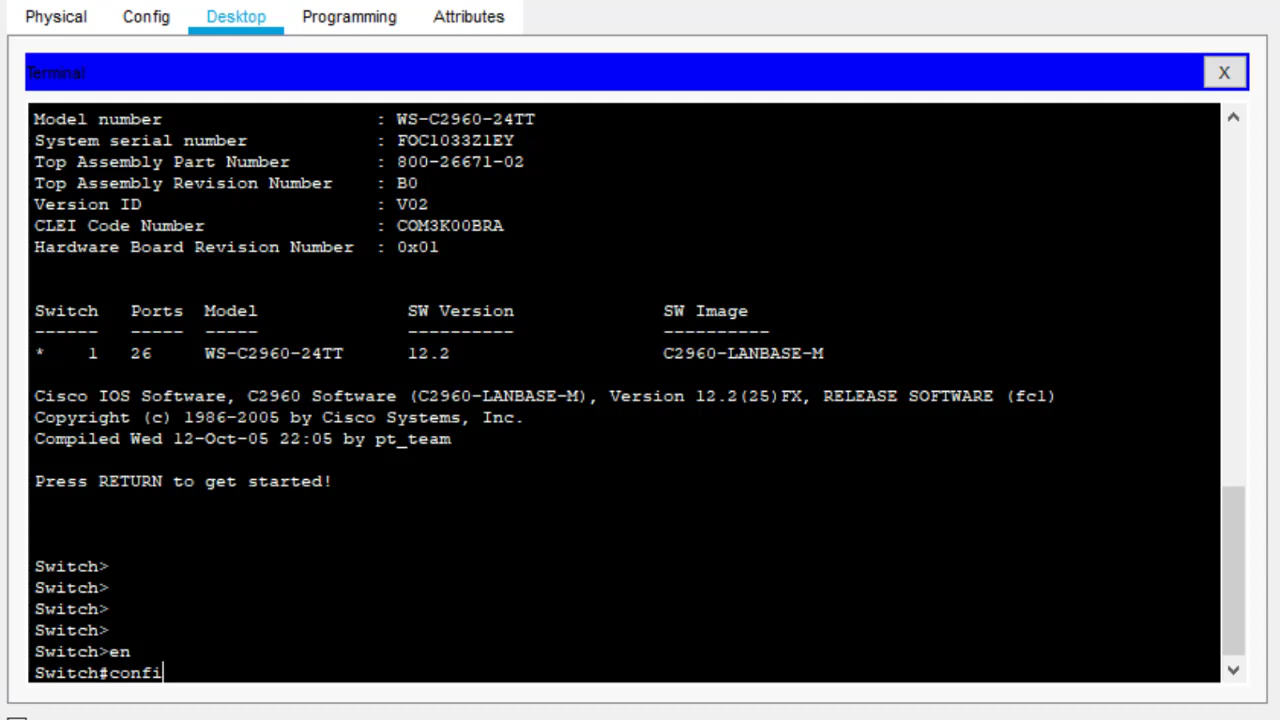 Physical Config Desktop Programming Attributes
Terminal X
Model number : WS-C2960-24TT
System serial number : FOC1033Z1EY
Top Assembly Part Number : 800-26671-02
Top Assembly Revision Number : B0
Version ID : V02
CLEI Code Number : COM3K00BRA
Hardware Board Revision Number : 0x01
Switch Ports Model SW Version SW Image
------ ----- ----- ---------- ----------
* 1 26 WS-C2960-24TT 12.2 C2960-LANBASE-M
Cisco IOS Software, C2960 Software (C2960-LANBASE-M), Version 12.2(25)FX, RELEASE SOFTWARE (fc1)
Copyright (c) 1986-2005 by Cisco Systems, Inc.
Compiled Wed 12-Oct-05 22:05 by pt_team
Press RETURN to get started!
Switch>
Switch>
Switch>
Switch>
Switch>en
Switch#confi